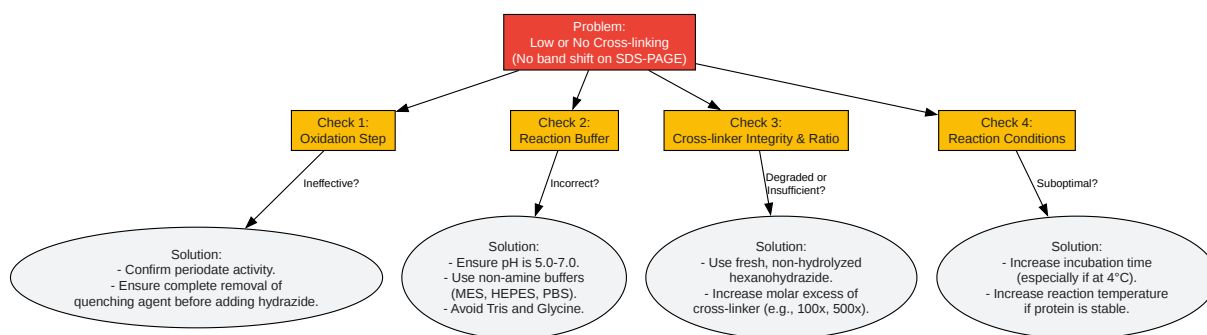 Problem:
Low or No Cross-linking
(No band shift on SDS-PAGE)
Check 1:
Oxidation Step
Check 2:
Reaction Buffer
Check 3:
Cross-linker Integrity & Ratio
Check 4:
Reaction Conditions
Ineffective?
Incorrect?
Degraded or
Insufficient?
Suboptimal?
Solution:
- Confirm periodate activity.
- Ensure complete removal of
quenching agent before adding hydrazide.
Solution:
- Ensure pH is 5.0-7.0.
- Use non-amine buffers
(MES, HEPES, PBS).
- Avoid Tris and Glycine.
Solution:
- Use fresh, non-hydrolyzed
hexanohydrazide.
- Increase molar excess of
cross-linker (e.g., 100x, 500x).
Solution:
- Increase incubation time
(especially if at 4°C).
- Increase reaction temperature
if protein is stable.